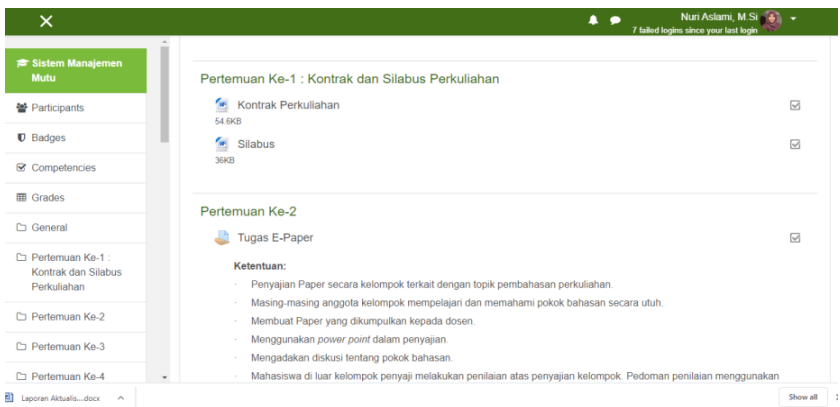 Nuri Aslami, M.Si
7 failed logins since your last login
Sistem Manajemen
Mutu
Participants
Badges
Competencies
Grades
General
Pertemuan Ke-1 :
Kontrak dan Silabus
Perkuliahan
Pertemuan Ke-2
Pertemuan Ke-3
Pertemuan Ke-4
Pertemuan Ke-1 : Kontrak dan Silabus Perkuliahan
Kontrak Perkuliahan
54.6KB
Silabus
36KB
Pertemuan Ke-2
Tugas E-Paper
Ketentuan:
· Penyajian Paper secara kelompok terkait dengan topik pembahasan perkuliahan.
· Masing-masing anggota kelompok mempelajari dan memahami pokok bahasan secara utuh.
· Membuat Paper yang dikumpulkan kepada dosen.
· Menggunakan power point dalam penyajian.
· Mengadakan diskusi tentang pokok bahasan.
· Mahasiswa di luar kelompok penyaji melakukan penilaian atas penyajian kelompok. Pedoman penilaian menggunakan
Laporan Aktualis....docx
Show all